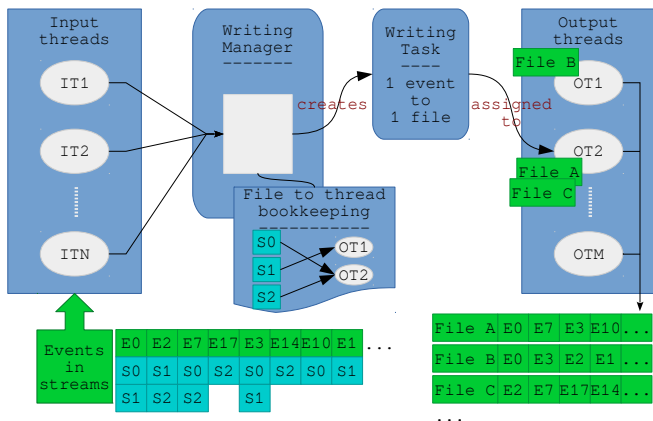 Input
threads
IT1
IT2
ITN
Writing
Manager
-------
creates
Writing
Task
----
1 event
to
1 file
assigned
to
Output
threads
File B
OT1
OT2
File A
File C
OTM
File to thread
bookkeeping
------------
S0
S1
S2
OT1
OT2
Events
in
streams
E0 E2 E7 E17 E3 E14 E10 E1 ...
S0 S1 S0 S2 S0 S2 S0 S1
S1 S2 S2 S1
File A E0 E7 E3 E10 ...
File B E0 E3 E2 E1 ...
File C E2 E7 E17 E14 ...
...